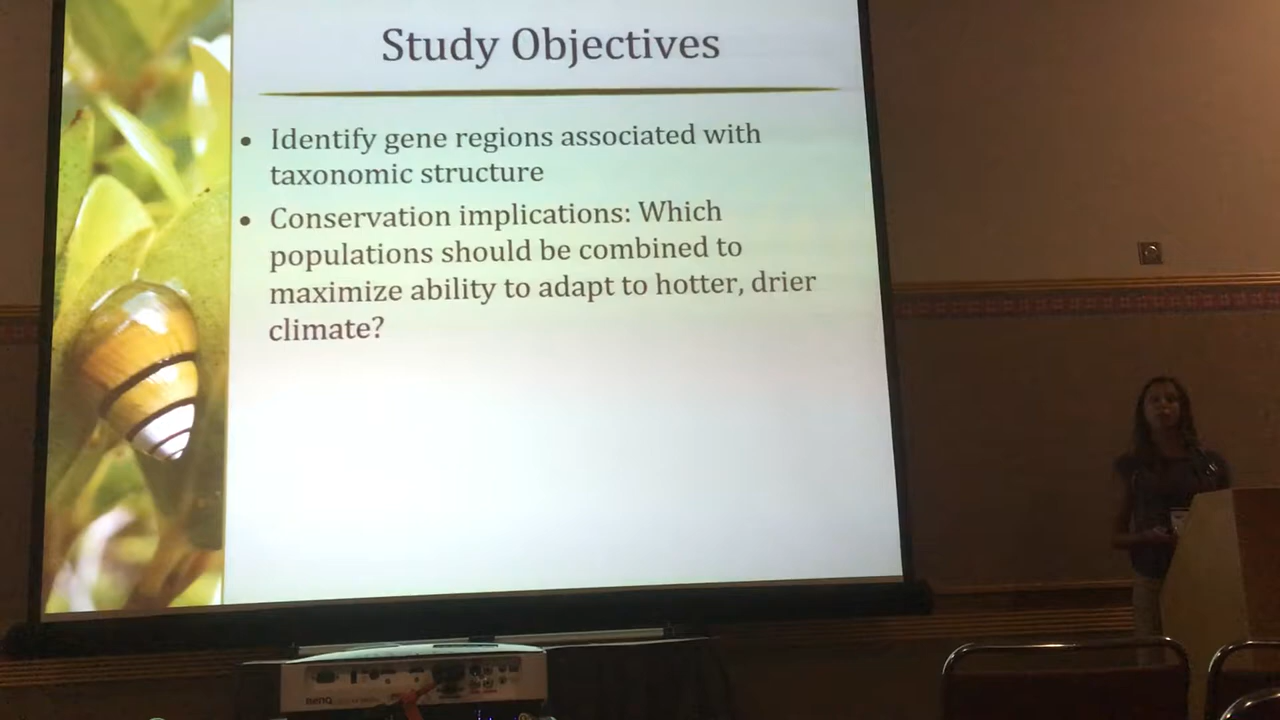 Study Objectives
• Identify gene regions associated with
taxonomic structure
• Conservation implications: Which
populations should be combined to
maximize ability to adapt to hotter, drier
climate?
BenQ